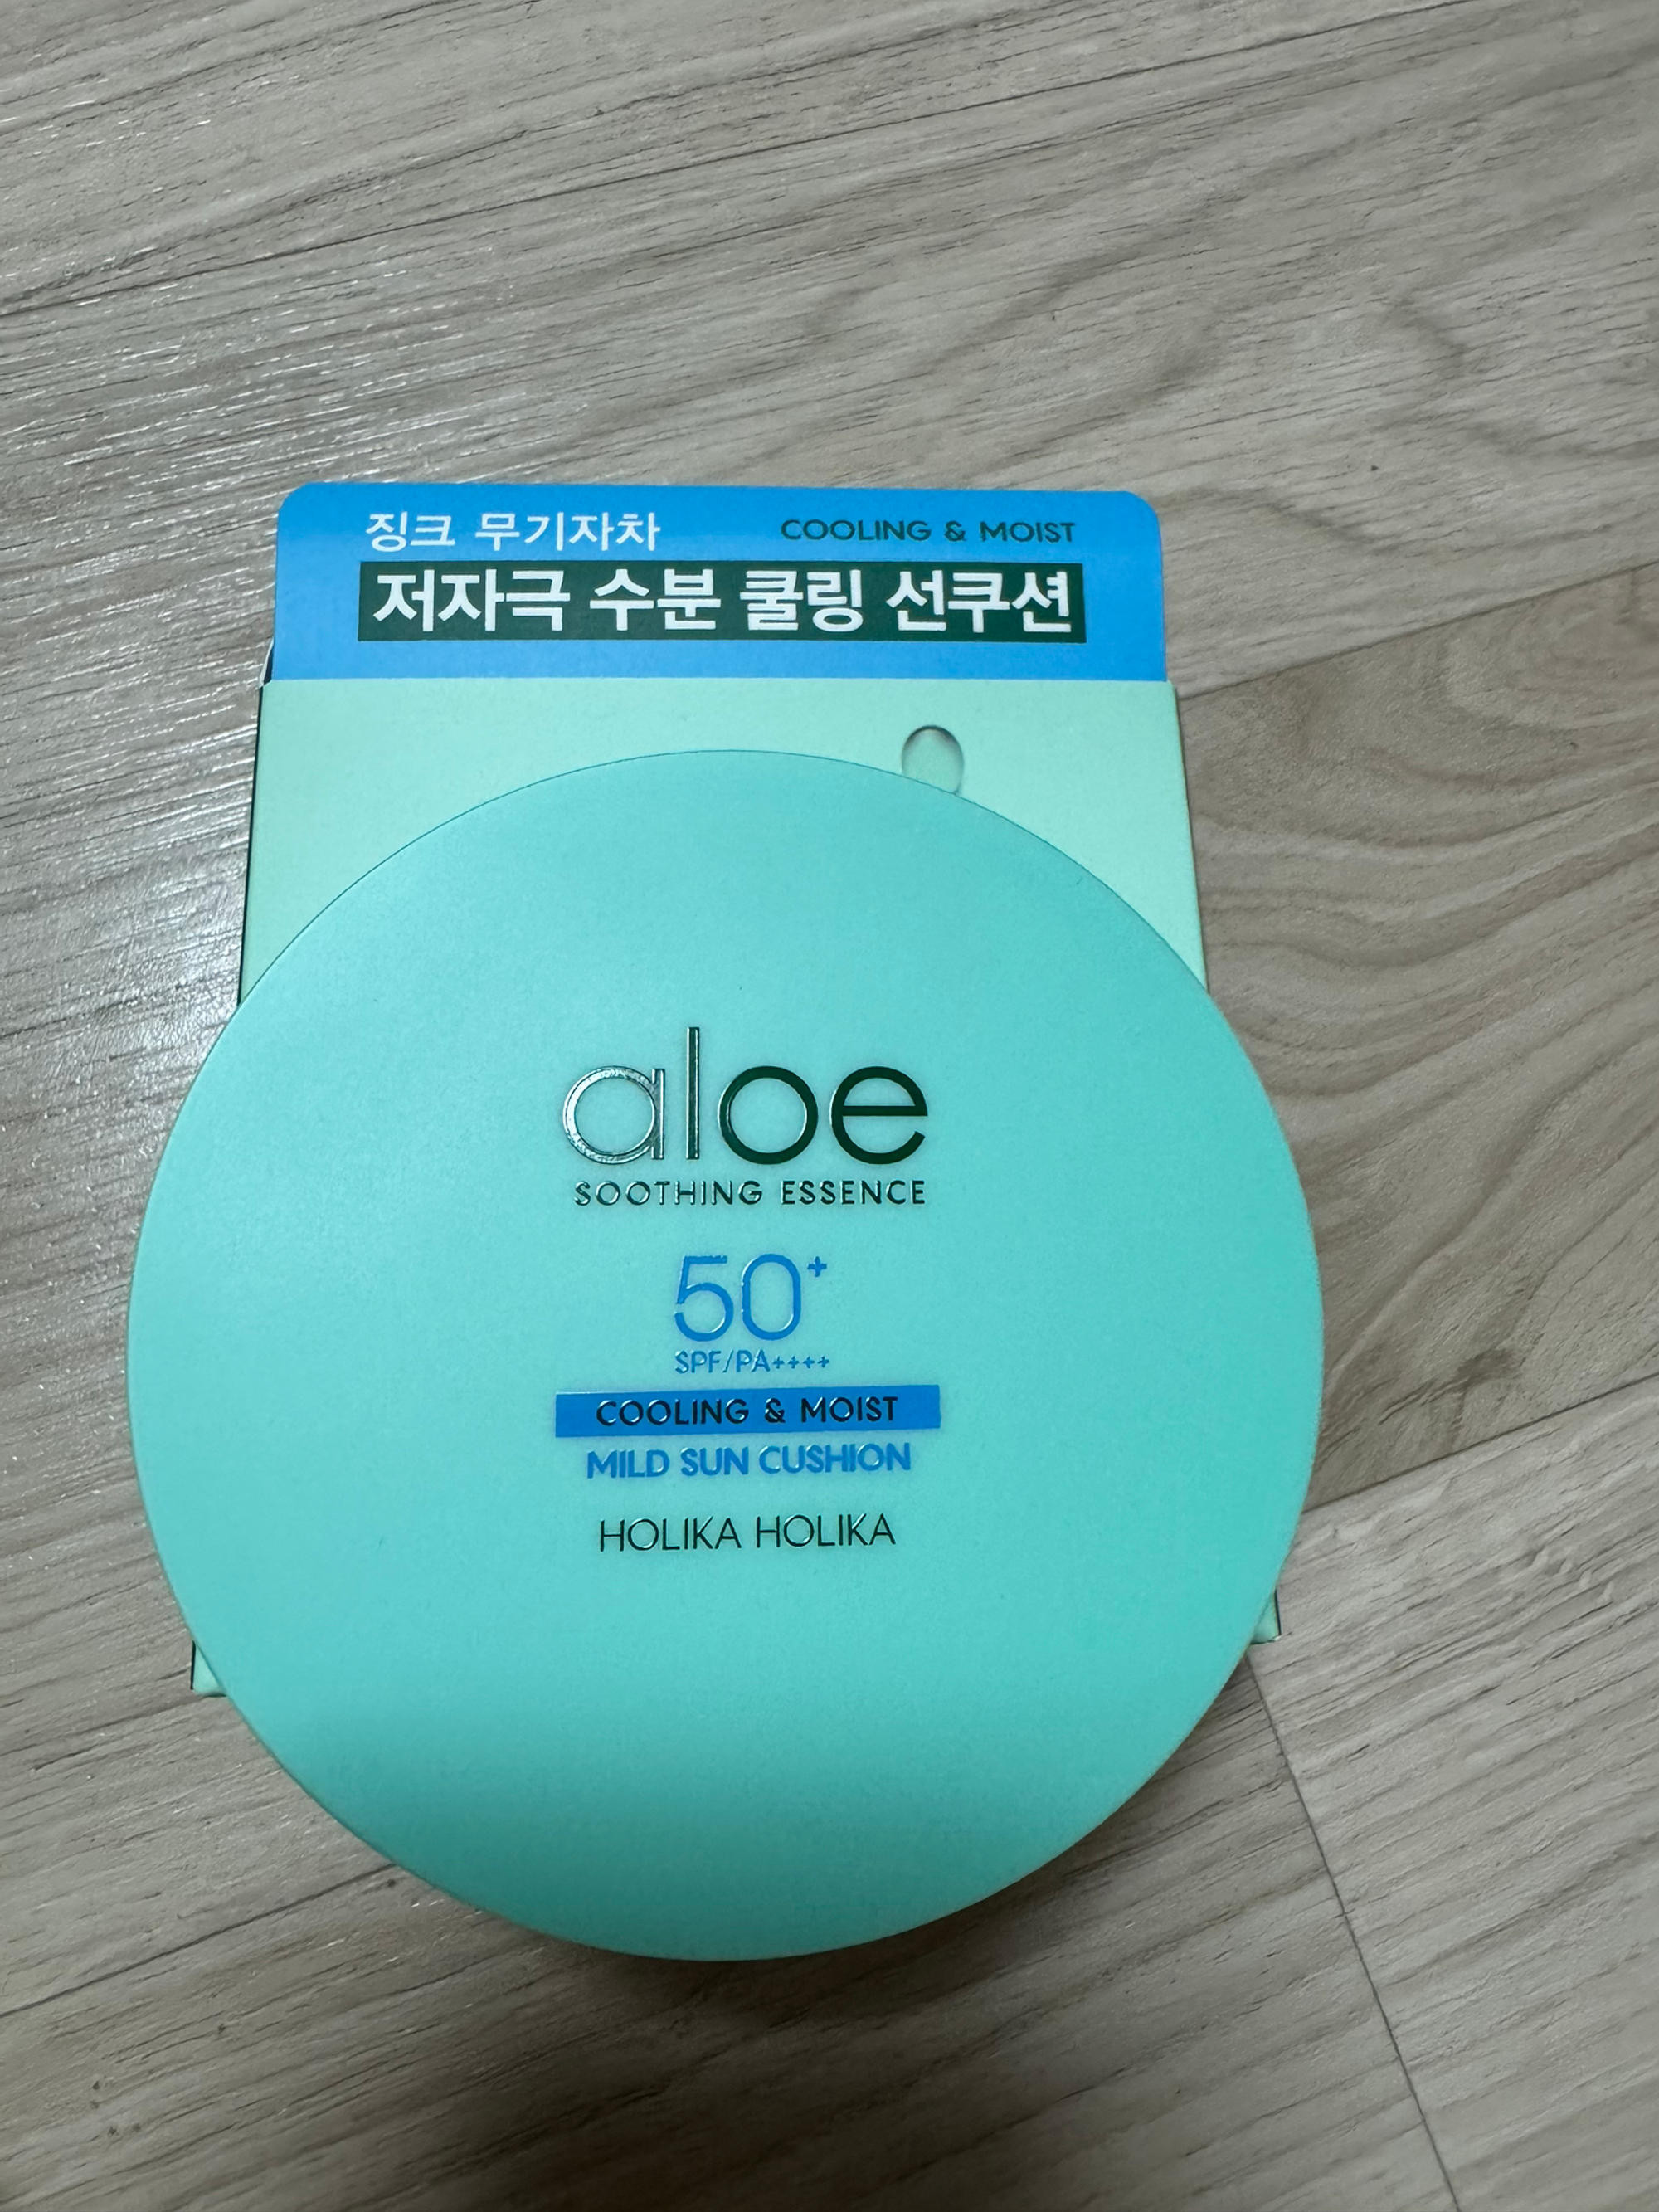 징크 무기자차 COOLING & MOIST
저자극 수분 쿨링 선쿠션
aloe
SOOTHING ESSENCE
50+
SPF/PA++++
COOLING & MOIST
MILD SUN CUSHION
HOLIKA HOLIKA